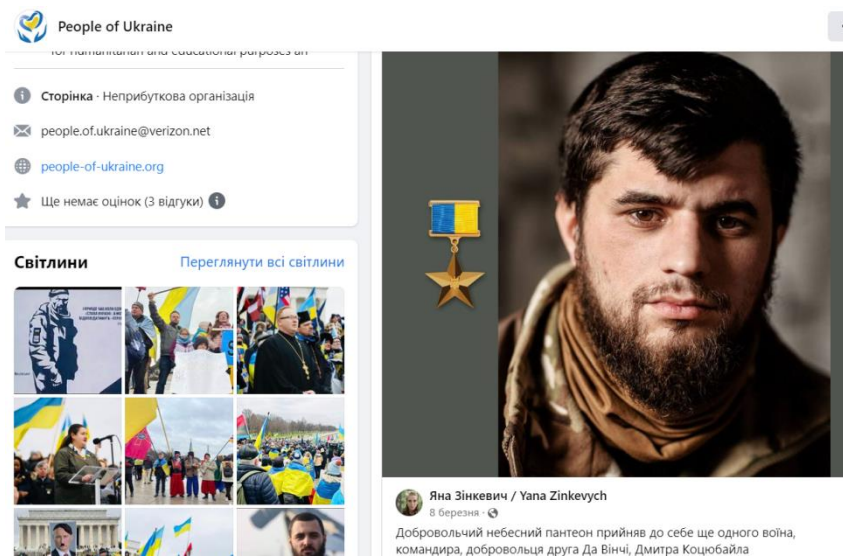 People of Ukraine
for humanitarian and educational purposes an
Сторінка · Неприбуткова організація
people.of.ukraine@verizon.net
people-of-ukraine.org
Ще немає оцінок (3 відгуки)
Світлини
Переглянути всі світлини
Яна Зінкевич / Yana Zinkevych
8 березня ·
Добровольчий небесний пантеон прийняв до себе ще одного воїна,
командира, добровольця друга Да Вінчі, Дмитра Коцюбайла